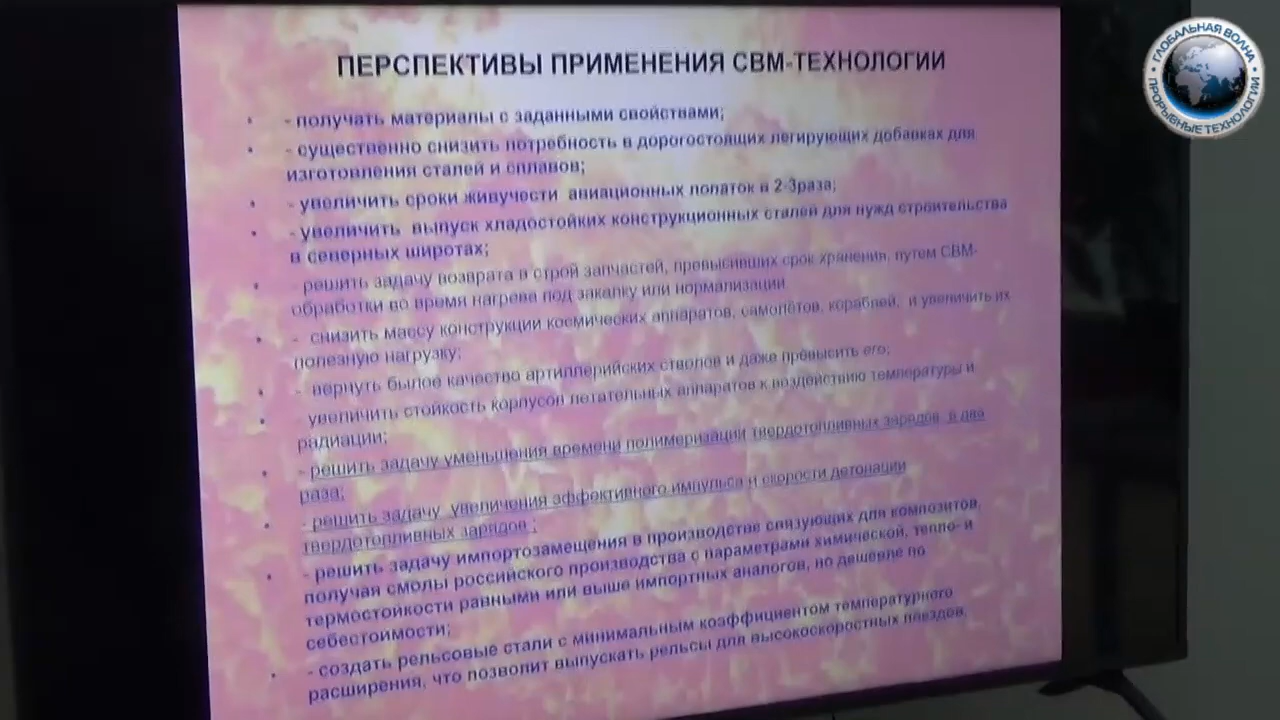 ПЕРСПЕКТИВЫ ПРИМЕНЕНИЯ СВМ-ТЕХНОЛОГИИ
• - получать материалы с заданными свойствами;
• - существенно снизить потребность в дорогостоящих легирующих добавках для
изготовления сталей и сплавов;
• - увеличить сроки живучести авиационных лопаток в 2-3раза;
• - увеличить выпуск хладостойких конструкционных сталей для нужд строительства
в северных широтах;
• - решить задачу возврата в строй запчастей, превысивших срок хранения, путем СВМ-
обработки во время нагрева под закалку или нормализации
• - снизить массу конструкции космических аппаратов, самолётов, кораблей, и увеличить их
полезную нагрузку;
• - вернуть былое качество артиллерийских стволов и даже превысить его;
• увеличить стойкость корпусов летательных аппаратов к воздействию температуры и
радиации;
• - решить задачу уменьшения времени полимеризации твердотопливных зарядов в два
раза;
• - решить задачу увеличения эффективного импульса и скорости детонации
твердотопливных зарядов ;
• - решить задачу импортозамещения в производстве связующих для композитов,
получая смолы российского производства с параметрами химической, тепло- и
термостойкости равными или выше импортных аналогов, но дешевле по
себестоимости;
• - создать рельсовые стали с минимальным коэффициентом температурного
расширения, что позволит выпускать рельсы для высокоскоростных поездов.
ГЛОБАЛЬНАЯ ВОЛНА
ПРОРЫВНЫЕ ТЕХНОЛОГИИ